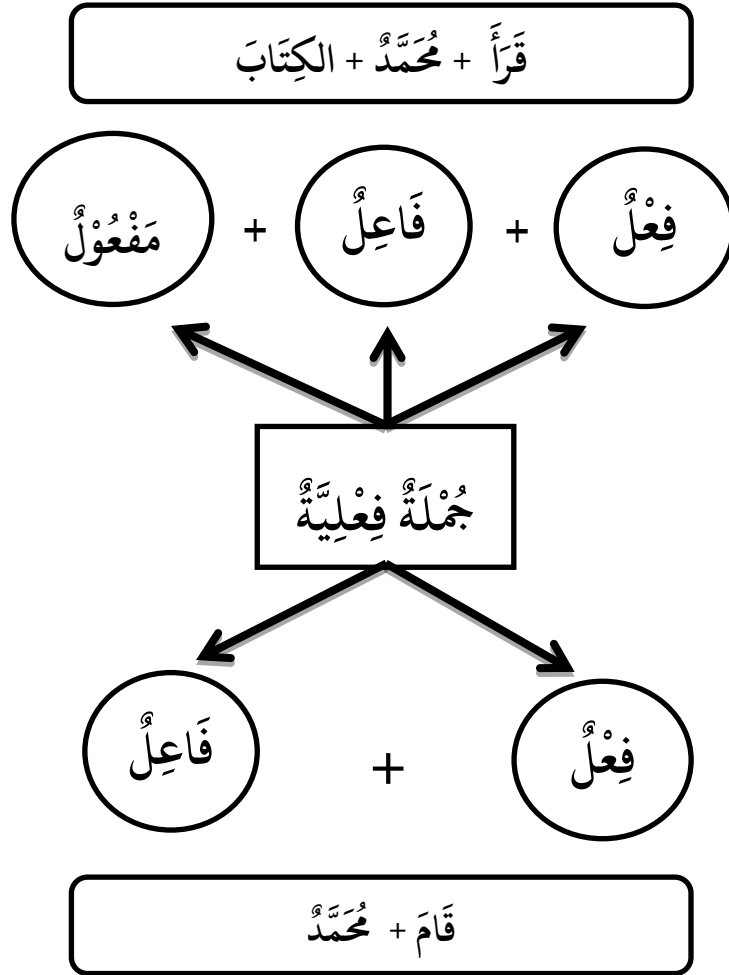 قَرَأَ + مُحَمَّدٌ + الكِتَابَ
فِعْلٌ + فَاعِلٌ + مَفْعُوْلٌ
جُمْلَةٌ فِعْلِيَّةٌ
فِعْلٌ + فَاعِلٌ
قَامَ + مُحَمَّدٌ